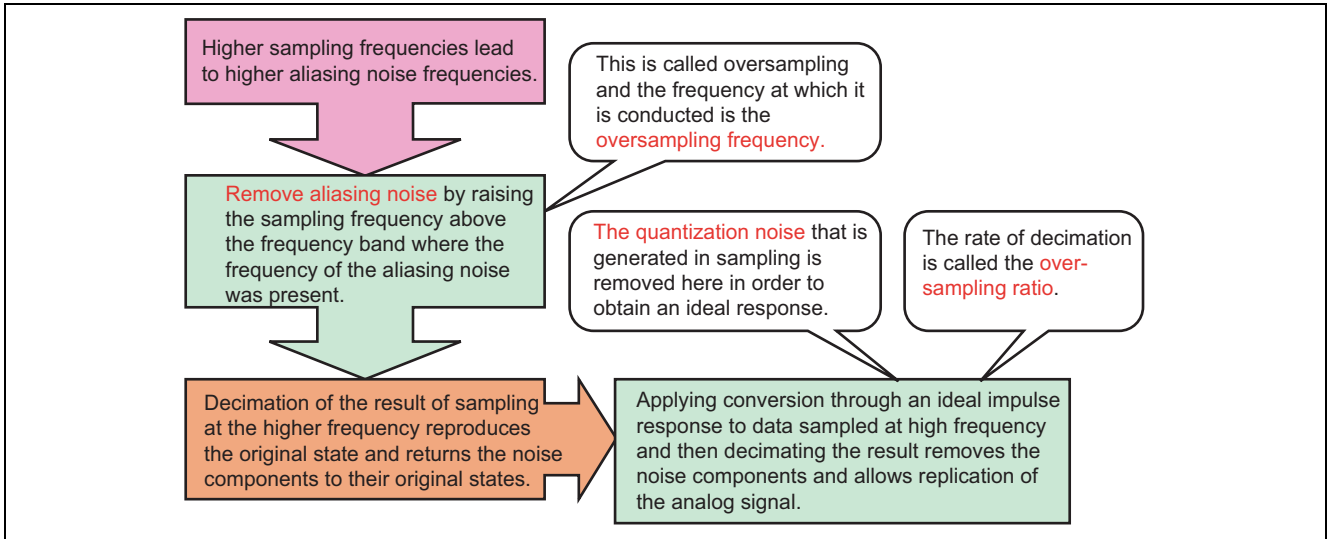 Higher sampling frequencies lead
to higher aliasing noise frequencies.
This is called oversampling
and the frequency at which it
is conducted is the
oversampling frequency.
Remove aliasing noise by raising
the sampling frequency above
the frequency band where the
frequency of the aliasing noise
was present.
The quantization noise that is
generated in sampling is
removed here in order to
obtain an ideal response.
The rate of decimation
is called the over-
sampling ratio.
Decimation of the result of sampling
at the higher frequency reproduces
the original state and returns the noise
components to their original states.
Applying conversion through an ideal impulse
response to data sampled at high frequency
and then decimating the result removes the
noise components and allows replication of
the analog signal.